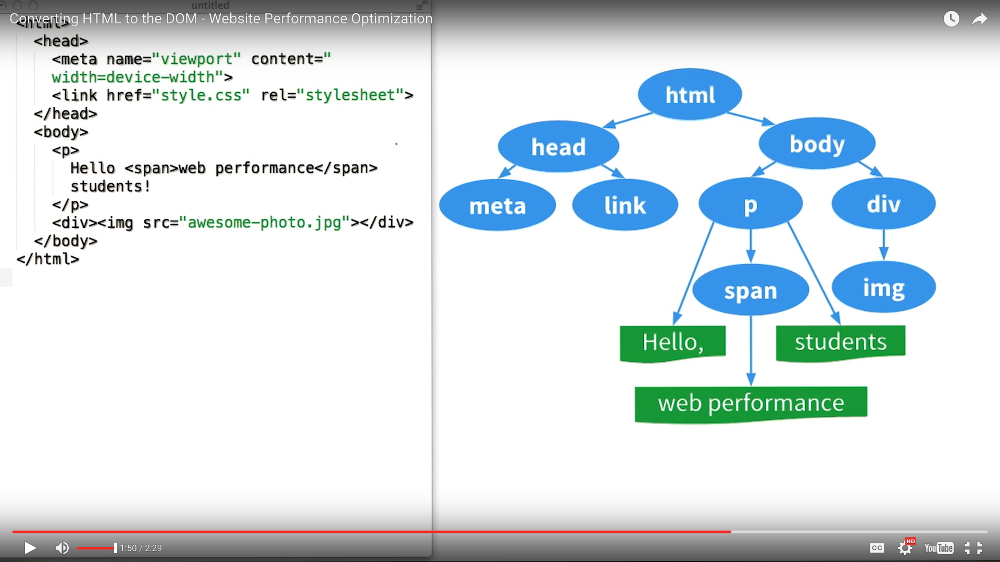 untitled
Converting HTML to the DOM - Website Performance Optimization
<html>
<head>
<meta name="viewport" content="
width=device-width">
<link href="style.css" rel="stylesheet">
</head>
<body>
<p>
Hello <span>web performance</span>
students!
</p>
<div><img src="awesome-photo.jpg"></div>
</body>
</html>
html
head
body
meta
link
p
div
span
img
Hello,
students
web performance
1:50 / 2:29
CC
HD
YouTube